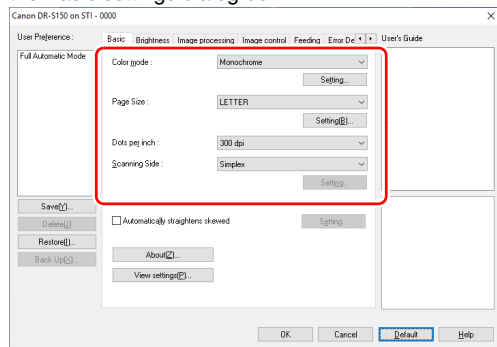 Canon DR-S150 on STI - 0000
User Preference :
Full Automatic Mode
Save[Y]...
Delete[J]
Restore[I]...
Back Up[X]...
Basic Brightness Image processing Image control Feeding Error De
Color mode : Monochrome
Setting...
Page Size : LETTER
Setting[B]...
Dots per inch : 300 dpi
Scanning Side : Simplex
Setting...
Automatically straightens skewed Setting...
About[Z]...
View settings[P]...
User's Guide
OK Cancel Default Help